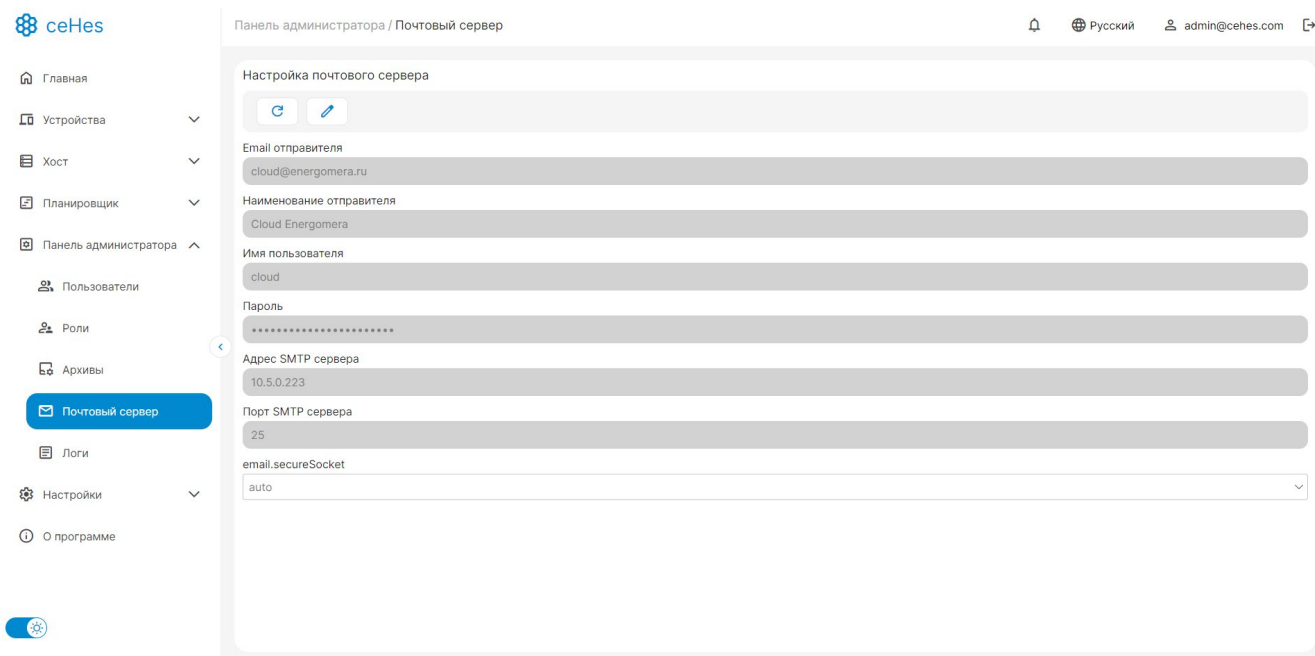 ceHes
Панель администратора / Почтовый сервер
Русский
admin@cehes.com
Главная
Устройства
Хост
Планировщик
Панель администратора
Пользователи
Роли
Архивы
Почтовый сервер
Логи
Настройки
О программе
Настройка почтового сервера
Email отправителя
cloud@energomera.ru
Наименование отправителя
Cloud Energomera
Имя пользователя
cloud
Пароль
•••••••••••••••••••••••
Адрес SMTP сервера
10.5.0.223
Порт SMTP сервера
25
email.secureSocket
auto